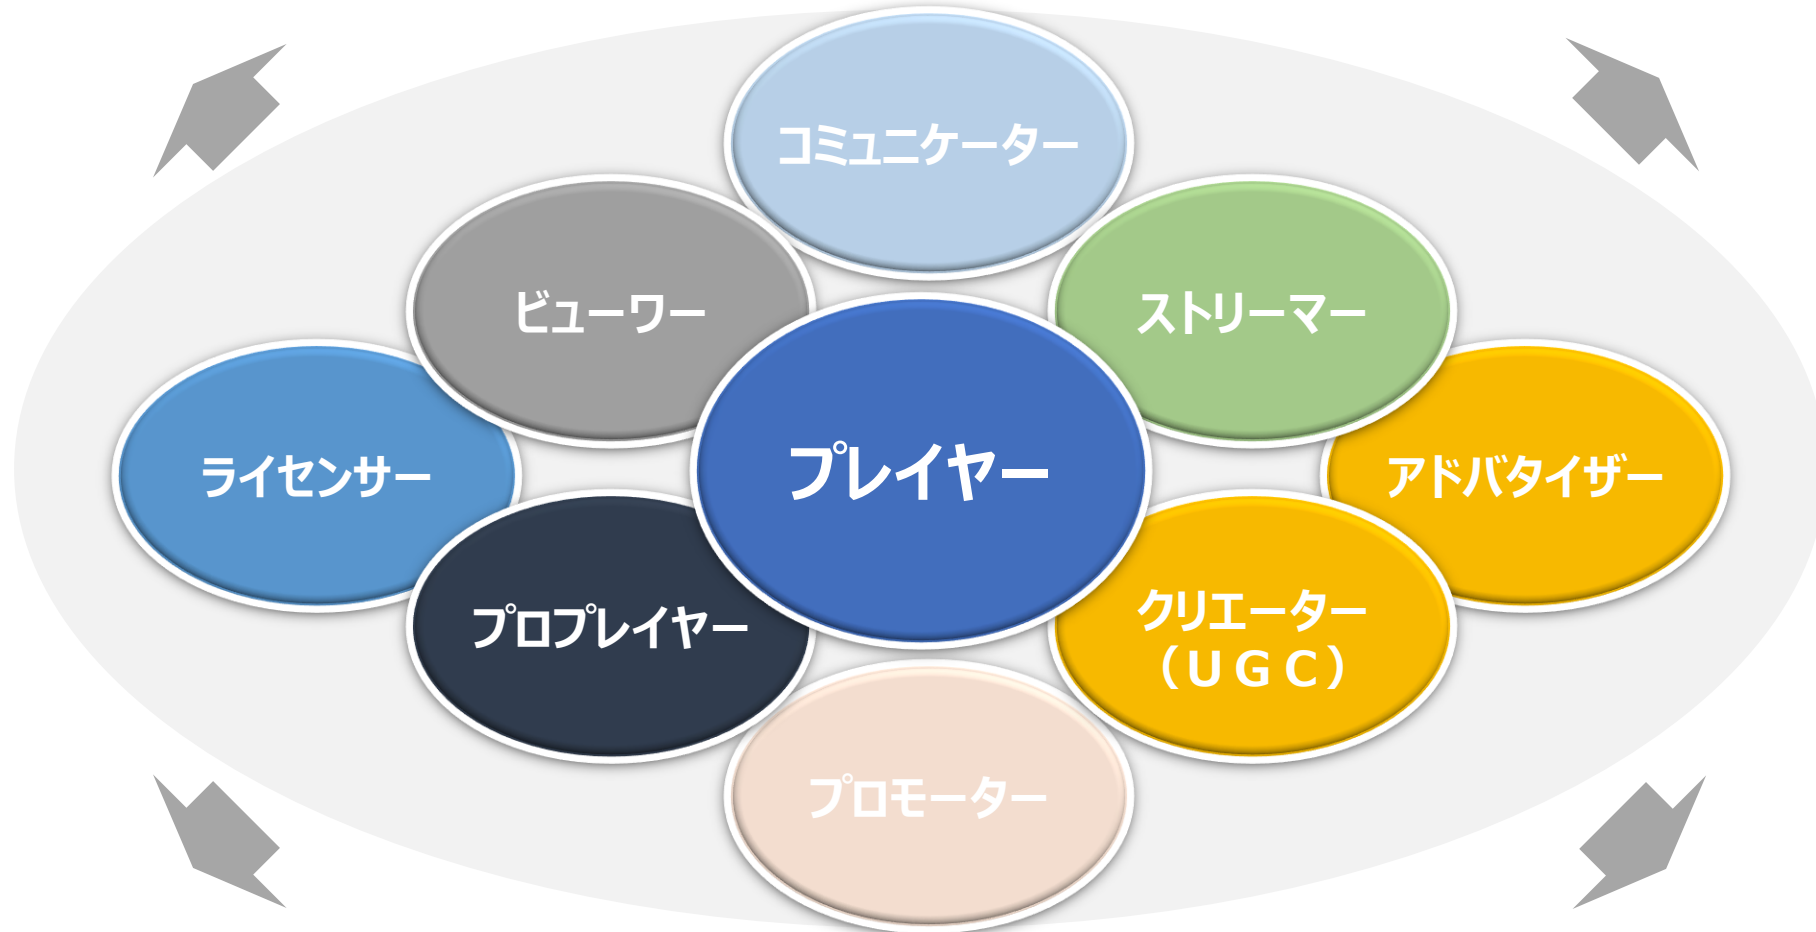 コミュニケーター
ビューワー
ストリーマー
ライセンサー
プレイヤー
アドバタイザー
プロプレイヤー
クリエーター
（ＵＧＣ）
プロモーター